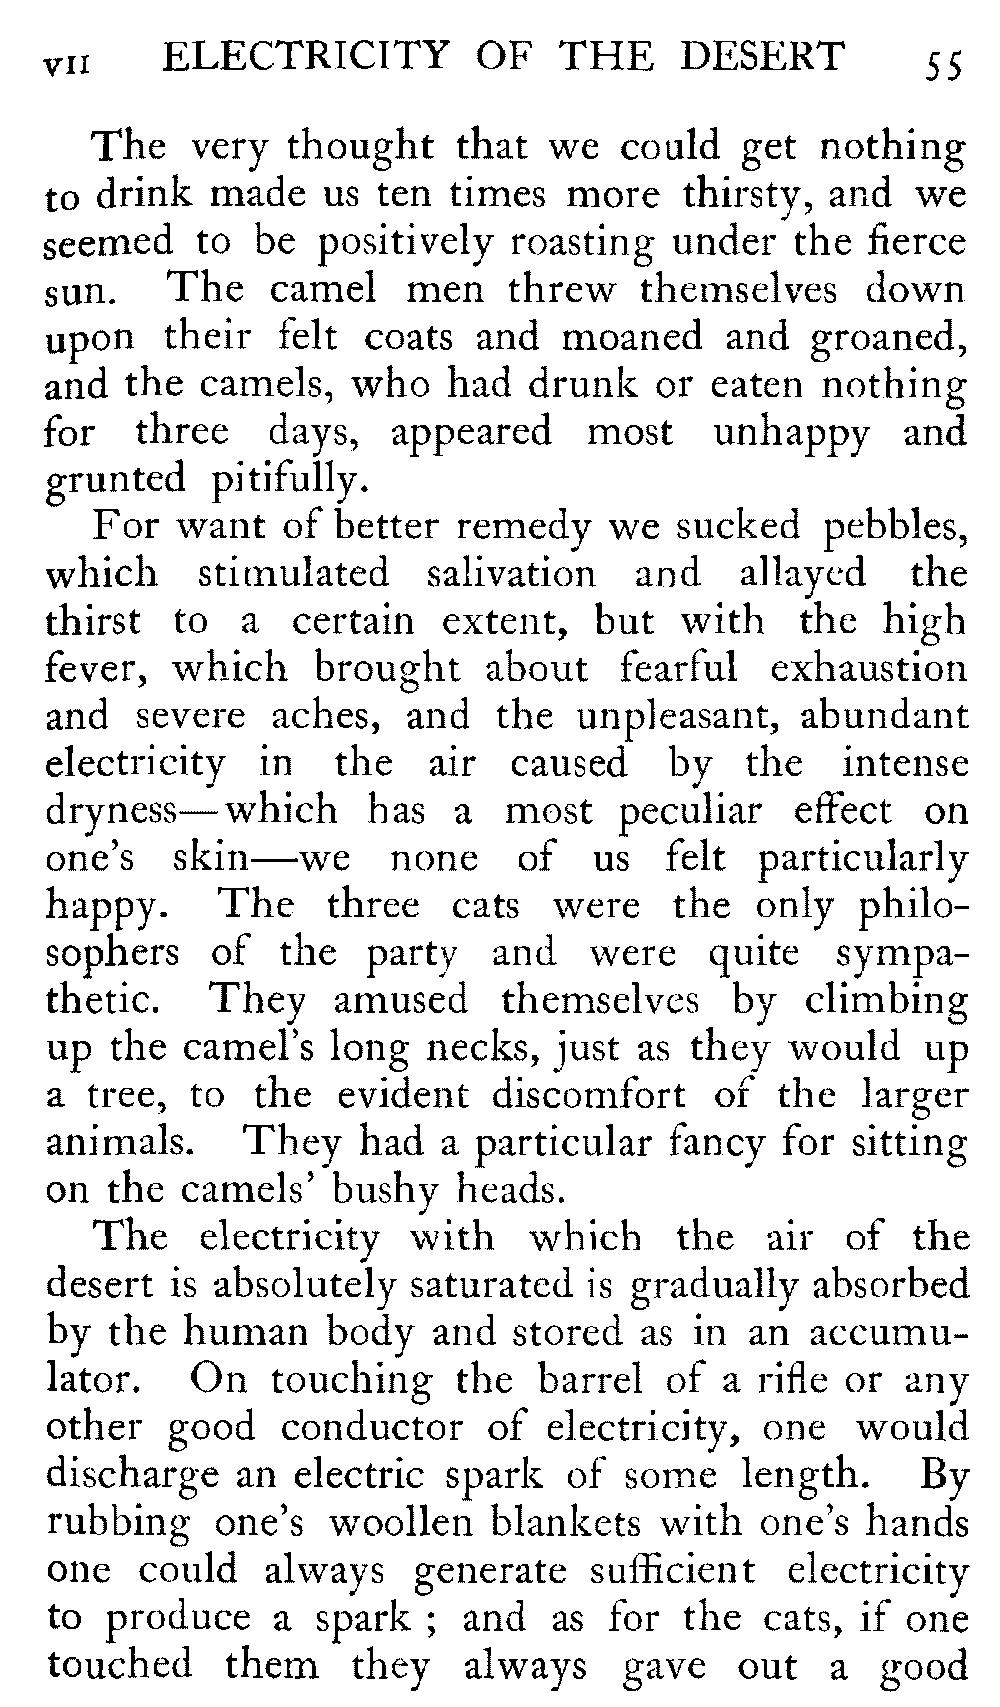 VII ELECTRICITY OF THE DESERT 55
The very thought that we could get nothing
to drink made us ten times more thirsty, and we
seemed to be positively roasting under the fierce
sun. The camel men threw themselves down
upon their felt coats and moaned and groaned,
and the camels, who had drunk or eaten nothing
for three days, appeared most unhappy and
grunted pitifully.
For want of better remedy we sucked pebbles,
which stimulated salivation and allayed the
thirst to a certain extent, but with the high
fever, which brought about fearful exhaustion
and severe aches, and the unpleasant, abundant
electricity in the air caused by the intense
dryness—which has a most peculiar effect on
one's skin—we none of us felt particularly
happy. The three cats were the only philo-
sophers of the party and were quite sympa-
thetic. They amused themselves by climbing
up the camel's long necks, just as they would up
a tree, to the evident discomfort of the larger
animals. They had a particular fancy for sitting
on the camels' bushy heads.
The electricity with which the air of the
desert is absolutely saturated is gradually absorbed
by the human body and stored as in an accumu-
lator. On touching the barrel of a rifle or any
other good conductor of electricity, one would
discharge an electric spark of some length. By
rubbing one's woollen blankets with one's hands
one could always generate sufficient electricity
to produce a spark ; and as for the cats, if one
touched them they always gave out a good